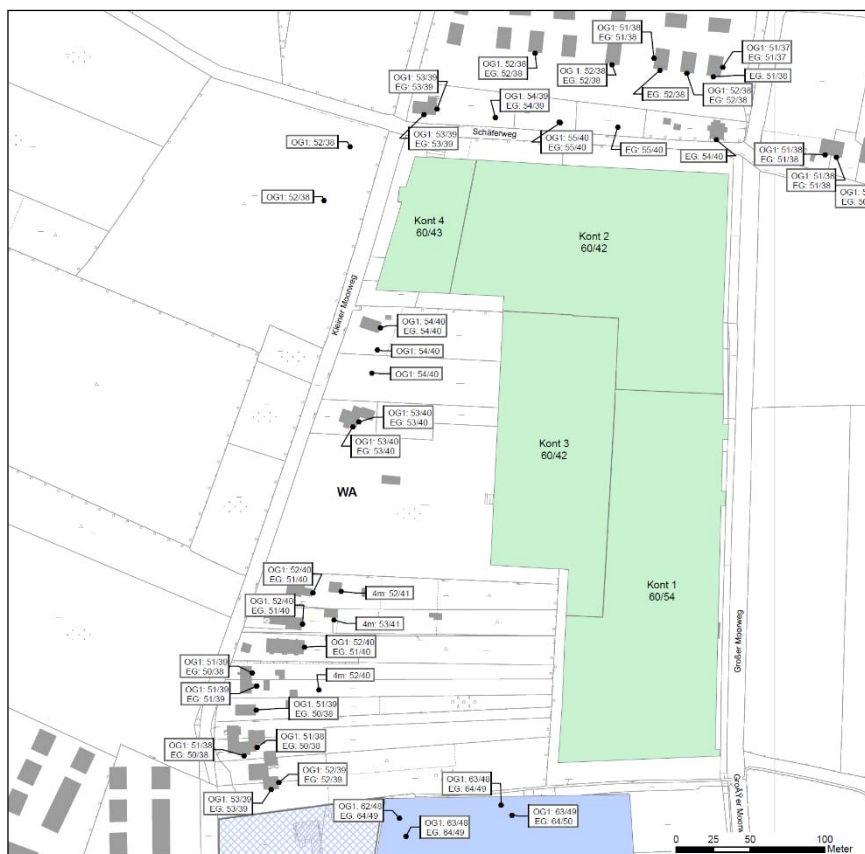 OG1: 51/38
EG: 51/38
OG1: 51/37
EG: 51/37
OG1: 52/38
EG: 52/38
OG 1: 52/38
EG: 52/38
EG: 51/38
OG1: 53/39
EG: 53/39
OG1: 54/39
EG: 54/39
EG: 52/38
OG1: 52/38
EG: 52/38
OG1: 52/38
OG1: 53/39
EG: 53/39
Schäferweg
OG1: 55/40
EG: 55/40
EG: 55/40
EG: 54/40
OG1: 51/38
EG: 51/38
OG1: 51/38
EG: 51/38
OG1: 52/38
Kont 4
60/43
Kont 2
60/42
Kleiner Moorweg
OG1: 54/40
EG: 54/40
OG1: 54/40
OG1: 54/40
OG1: 53/40
EG: 53/40
OG1: 53/40
EG: 53/40
Kont 3
60/42
WA
OG1: 52/40
EG: 51/40
4m: 52/41
Kont 1
60/54
OG1: 52/40
EG: 51/40
4m: 53/41
OG1: 52/40
EG: 51/40
Großer Moorweg
OG1: 51/39
EG: 50/38
4m: 52/40
OG1: 51/39
EG: 51/39
OG1: 51/39
EG: 50/38
OG1: 51/38
EG: 50/38
OG1: 51/38
EG: 50/38
OG1: 52/39
EG: 52/39
OG1: 53/39
EG: 53/39
OG1: 63/48
EG: 64/49
OG1: 62/48
EG: 64/49
OG1: 63/49
EG: 64/50
OG1: 63/48
EG: 64/49
0 50 100
Meter